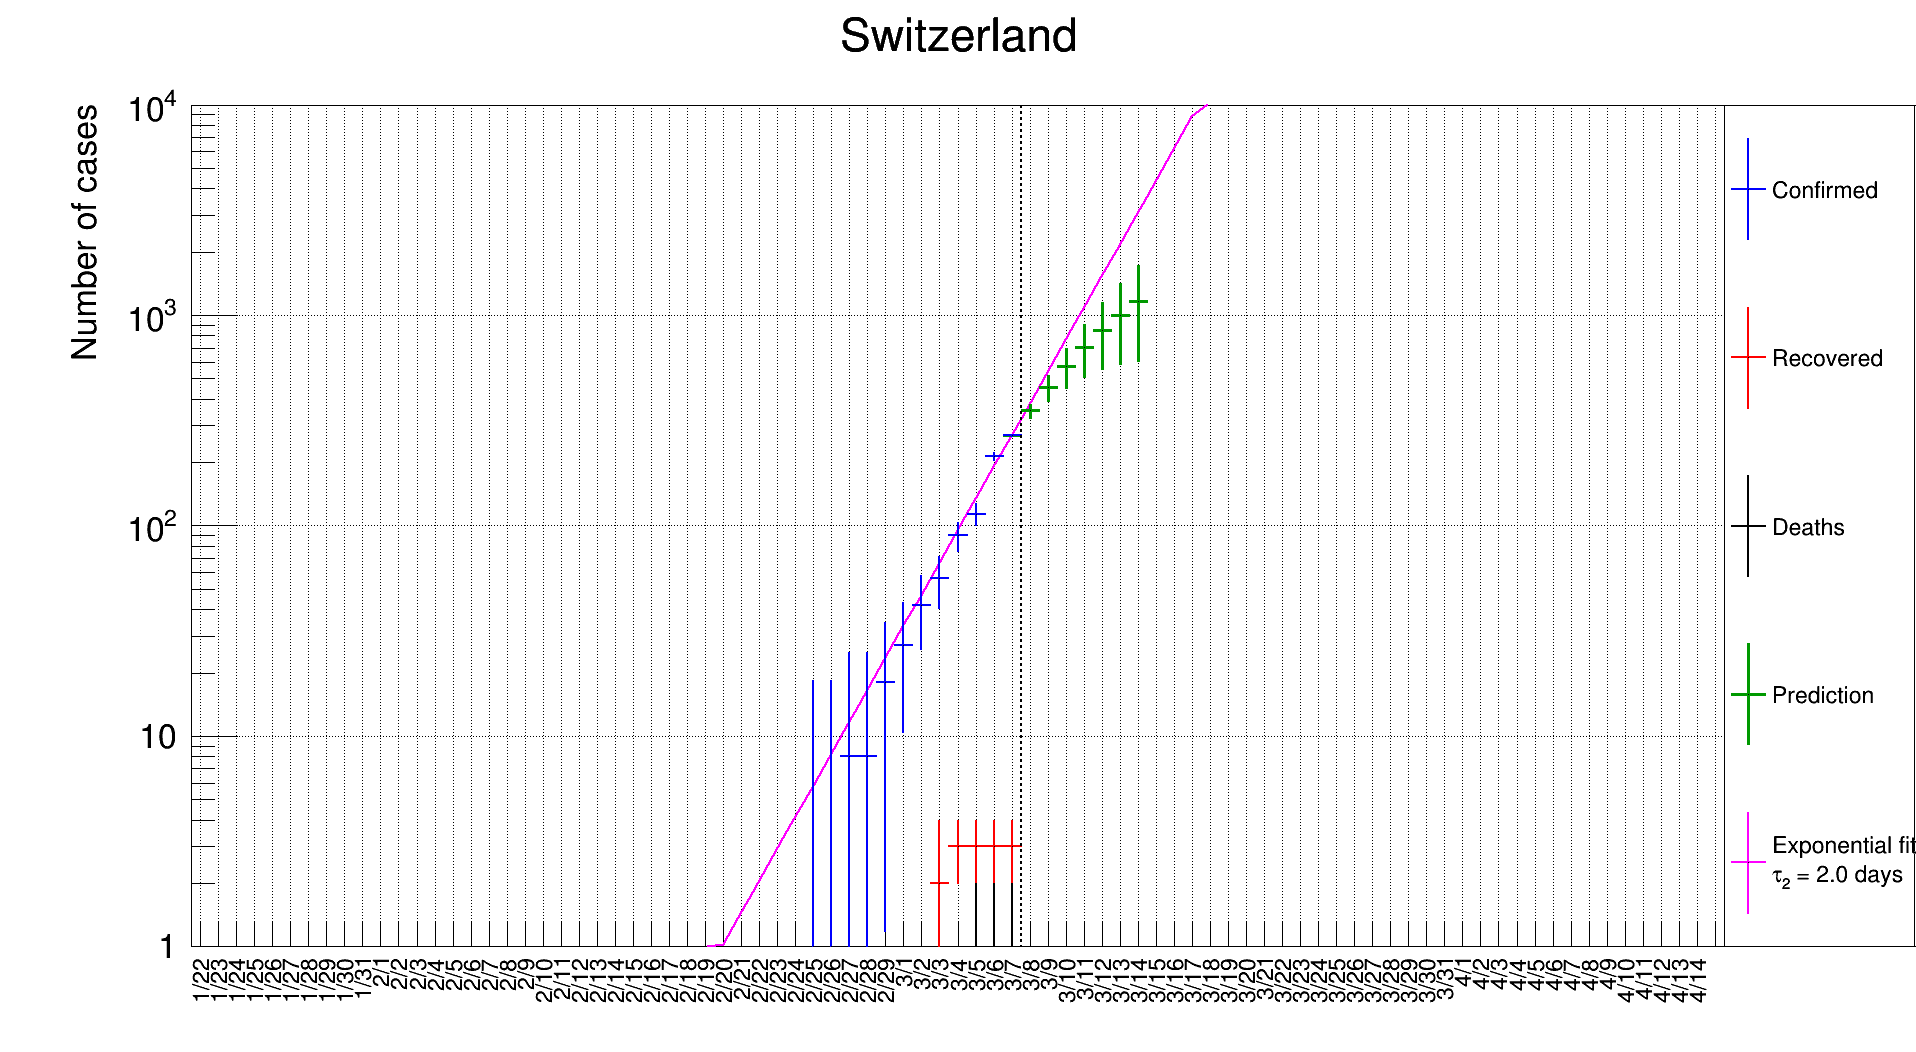 Switzerland
Number of cases
10^4
10^3
10^2
10
1
1/22 1/23 1/24 1/25 1/26 1/27 1/28 1/29 1/30 1/31 2/1 2/2 2/3 2/4 2/5 2/6 2/7 2/8 2/9 2/10 2/11 2/12 2/13 2/14 2/15 2/16 2/17 2/18 2/19 2/20 2/21 2/22 2/23 2/24 2/25 2/26 2/27 2/28 2/29 3/1 3/2 3/3 3/4 3/5 3/6 3/7 3/8 3/9 3/10 3/11 3/12 3/13 3/14 3/15 3/16 3/17 3/18 3/19 3/20 3/21 3/22 3/23 3/24 3/25 3/26 3/27 3/28 3/29 3/30 3/31 4/1 4/2 4/3 4/4 4/5 4/6 4/7 4/8 4/9 4/10 4/11 4/12 4/13 4/14
Confirmed
Recovered
Deaths
Prediction
Exponential fit
τ₂ = 2.0 days